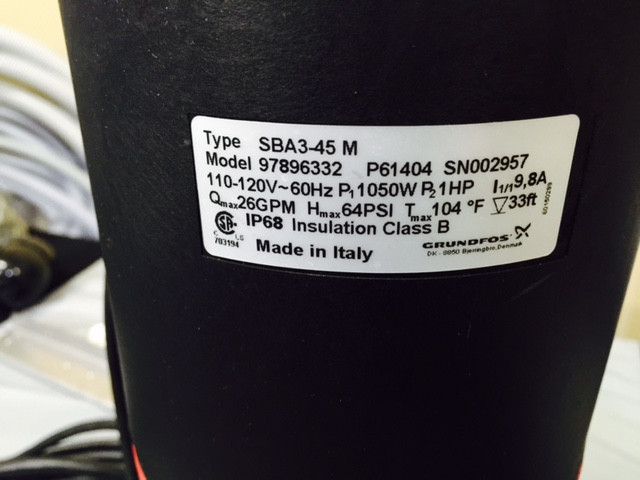 Type SBA3-45 M
Model 97896332 P61404 SN002957
110-120V~60Hz P1 1050W P2 1HP I1/1 9,8A
Qmax 26GPM Hmax 64PSI Tmax 104 °F ▽33ft
IP68 Insulation Class B
703194
Made in Italy
GRUNDFOS
DK - 8850 Bjerringbro, Denmark